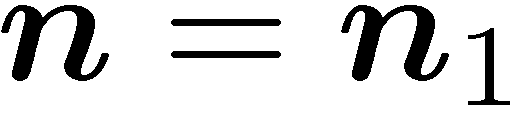 𝒏 = 𝒏₁